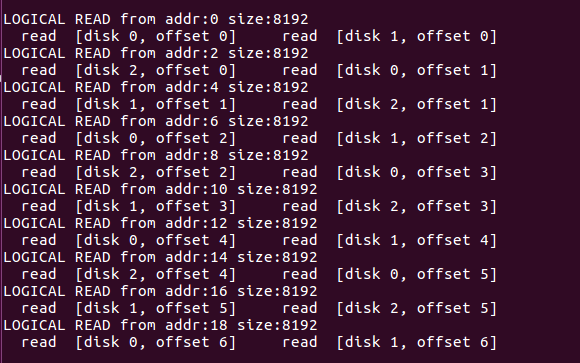 LOGICAL READ from addr:0 size:8192
  read  [disk 0, offset 0]     read  [disk 1, offset 0]
LOGICAL READ from addr:2 size:8192
  read  [disk 2, offset 0]     read  [disk 0, offset 1]
LOGICAL READ from addr:4 size:8192
  read  [disk 1, offset 1]     read  [disk 2, offset 1]
LOGICAL READ from addr:6 size:8192
  read  [disk 0, offset 2]     read  [disk 1, offset 2]
LOGICAL READ from addr:8 size:8192
  read  [disk 2, offset 2]     read  [disk 0, offset 3]
LOGICAL READ from addr:10 size:8192
  read  [disk 1, offset 3]     read  [disk 2, offset 3]
LOGICAL READ from addr:12 size:8192
  read  [disk 0, offset 4]     read  [disk 1, offset 4]
LOGICAL READ from addr:14 size:8192
  read  [disk 2, offset 4]     read  [disk 0, offset 5]
LOGICAL READ from addr:16 size:8192
  read  [disk 1, offset 5]     read  [disk 2, offset 5]
LOGICAL READ from addr:18 size:8192
  read  [disk 0, offset 6]     read  [disk 1, offset 6]